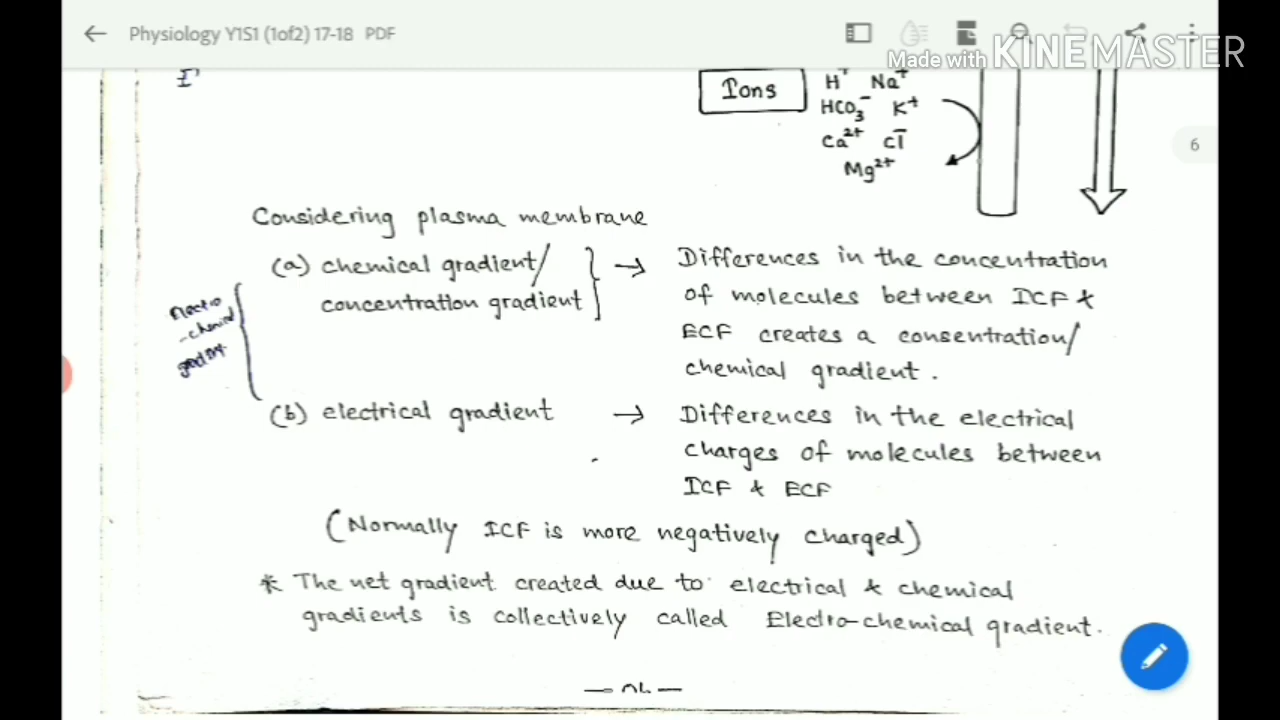 Physiology Y1S1 (1of2) 17-18 PDF
Made with KINEMASTER
6
Ions
H+ Na+
HCO3- K+
Ca2+ Cl-
Mg2+
Considering plasma membrane
(a) chemical gradient/
concentration gradient
→ Differences in the concentration
of molecules between ICF &
ECF creates a consentration/
chemical gradient.
Electro
-chemical
gradient
(b) electrical gradient → Differences in the electrical
charges of molecules between
ICF & ECF
(Normally ICF is more negatively charged)
* The net gradient created due to electrical & chemical
gradients is collectively called Electro-chemical gradient.